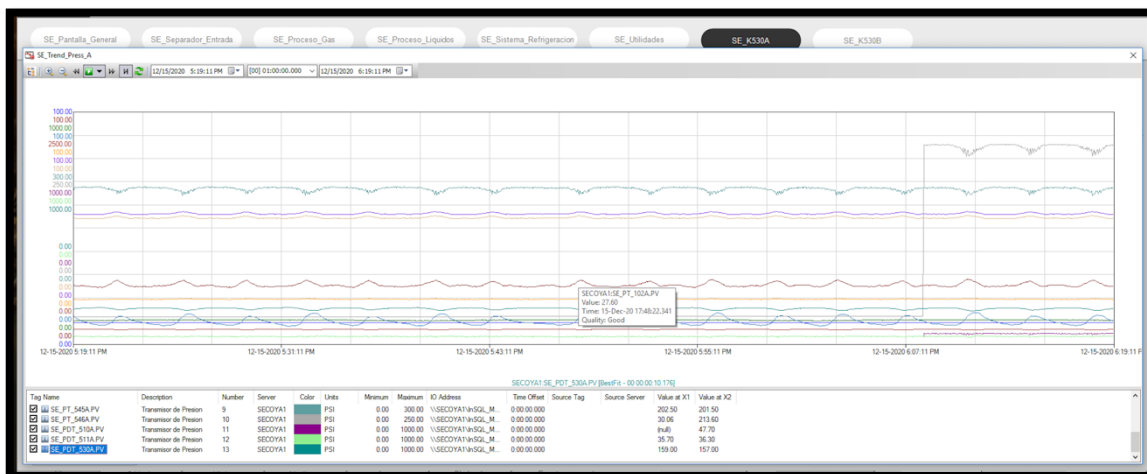 SE_Pantalla_General SE_Separador_Entrada SE_Proceso_Gas SE_Proceso_Liquidos SE_Sistema_Refrigeracion SE_Utilidades SE_K530A SE_K530B
SE_Trend_Press_A
12/15/2020 5:19:11 PM [00] 01:00:00.000 12/15/2020 6:19:11 PM
100.00
100.00
1000.00
100.00
2500.00
100.00
100.00
100.00
300.00
250.00
1000.00
1000.00
0.00
0.00
0.00
0.00
0.00
0.00
0.00
0.00
0.00
0.00
0.00
SECOYA1:SE_PT_102A.PV
Value: 27.60
Time: 15-Dec-20 17:48:22.341
Quality: Good
12-15-2020 5:19:11 PM 12-15-2020 5:31:11 PM 12-15-2020 5:43:11 PM 12-15-2020 5:55:11 PM 12-15-2020 6:07:11 PM 12-15-2020 6:19:11 P
SECOYA1:SE_PDT_530A.PV [BestFit - 00:00:00:10.176]
Tag Name Description Number Server Color Units Minimum Maximum IO Address Time Offset Source Tag Source Server Value at X1 Value at X2
SE_PT_545A.PV Transmisor de Presion 9 SECOYA1 PSI 0.00 300.00 \\SECOYA1\InSQL_M... 0:00:00.000 202.50 201.50
SE_PT_546A.PV Transmisor de Presion 10 SECOYA1 PSI 0.00 250.00 \\SECOYA1\InSQL_M... 0:00:00.000 30.06 213.60
SE_PDT_510A.PV Transmisor de Presion 11 SECOYA1 PSI 0.00 1000.00 \\SECOYA1\InSQL_M... 0:00:00.000 (null) 47.70
SE_PDT_511A.PV Transmisor de Presion 12 SECOYA1 PSI 0.00 1000.00 \\SECOYA1\InSQL_M... 0:00:00.000 35.70 36.30
SE_PDT_530A.PV Transmisor de Presion 13 SECOYA1 PSI 0.00 1000.00 \\SECOYA1\InSQL_M... 0:00:00.000 159.00 157.00